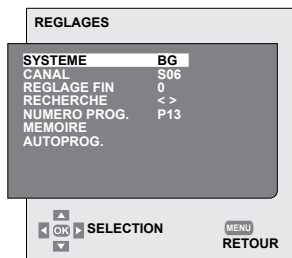 REGLAGES
SYSTEME BG
CANAL S06
REGLAGE FIN 0
RECHERCHE < >
NUMERO PROG. P13
MEMOIRE
AUTOPROG.
OK SELECTION MENU
RETOUR